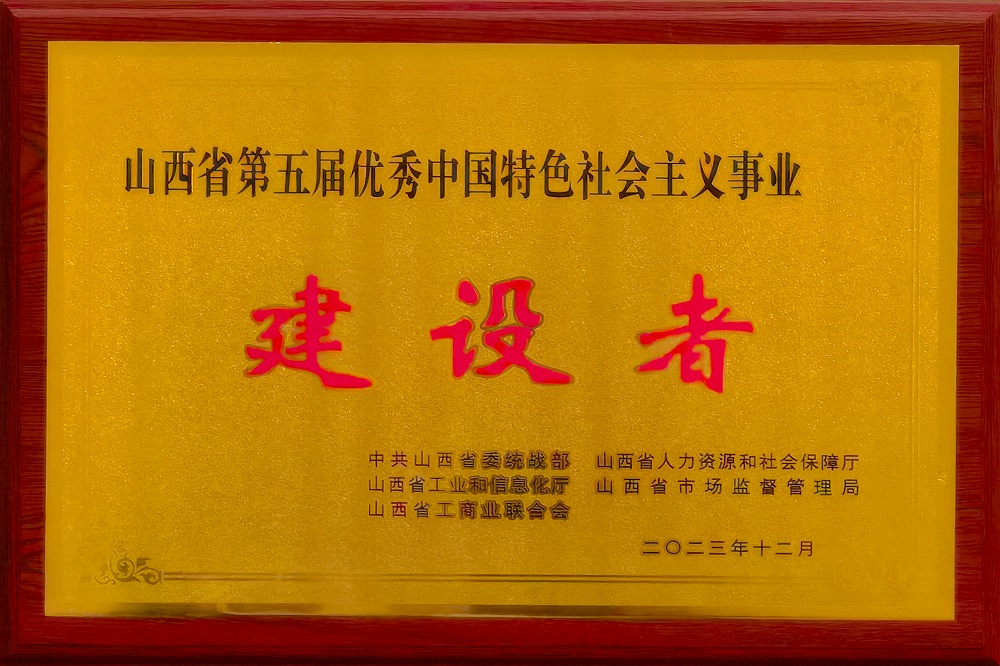 山西省第五届优秀中国特色社会主义事业
建设者
中共山西省委统战部 山西省人力资源和社会保障厅
山西省工业和信息化厅 山西省市场监督管理局
山西省工商业联合会
二〇二三年十二月